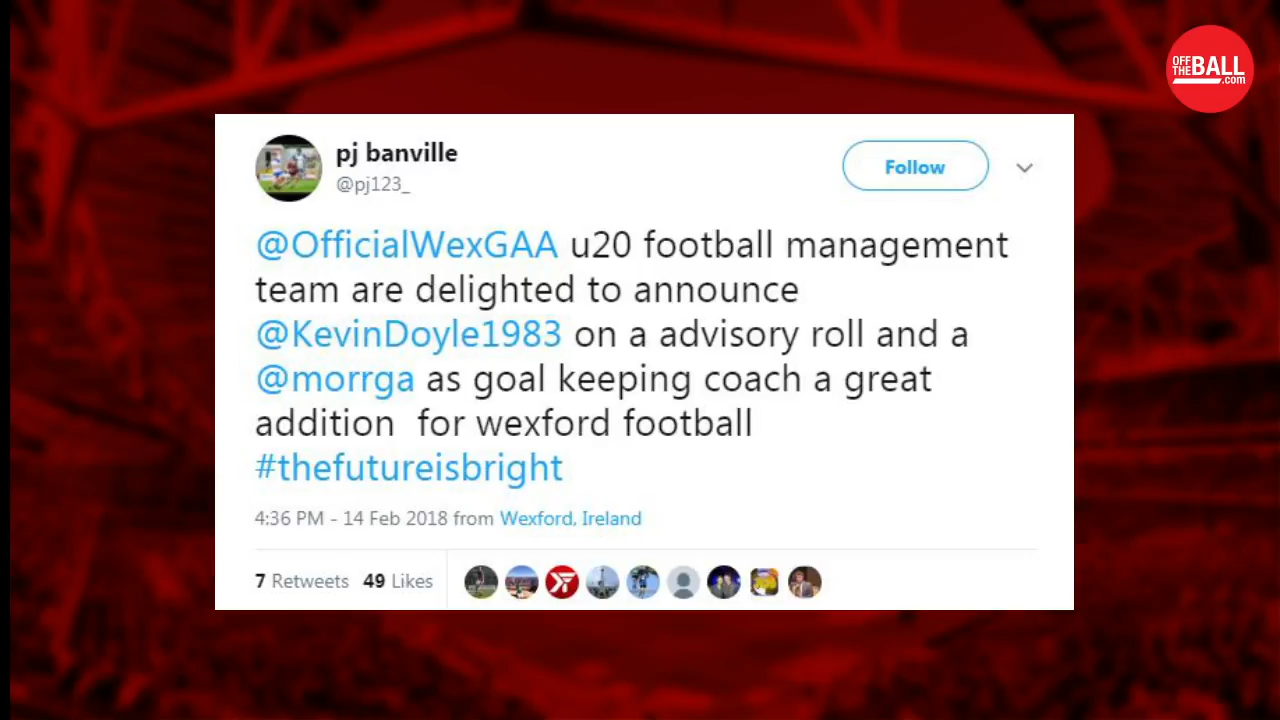 OFF
THE BALL
.com
pj banville
@pj123_
Follow
@OfficialWexGAA u20 football management
team are delighted to announce
@KevinDoyle1983 on a advisory roll and a
@morrga as goal keeping coach a great
addition  for wexford football
#thefutureisbright
4:36 PM - 14 Feb 2018 from Wexford, Ireland
7 Retweets 49 Likes